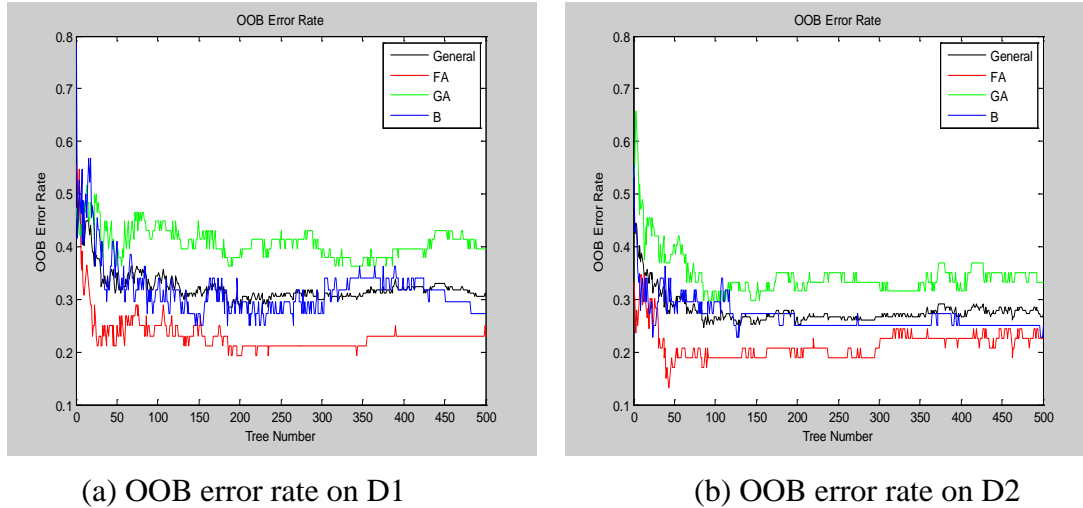 OOB Error Rate
0.8
0.7
0.6
0.5
0.4
0.3
0.2
0.1
OOB Error Rate
0 50 100 150 200 250 300 350 400 450 500
Tree Number
General
FA
GA
B
(a) OOB error rate on D1
OOB Error Rate
0.8
0.7
0.6
0.5
0.4
0.3
0.2
0.1
OOB Error Rate
0 50 100 150 200 250 300 350 400 450 500
Tree Number
General
FA
GA
B
(b) OOB error rate on D2